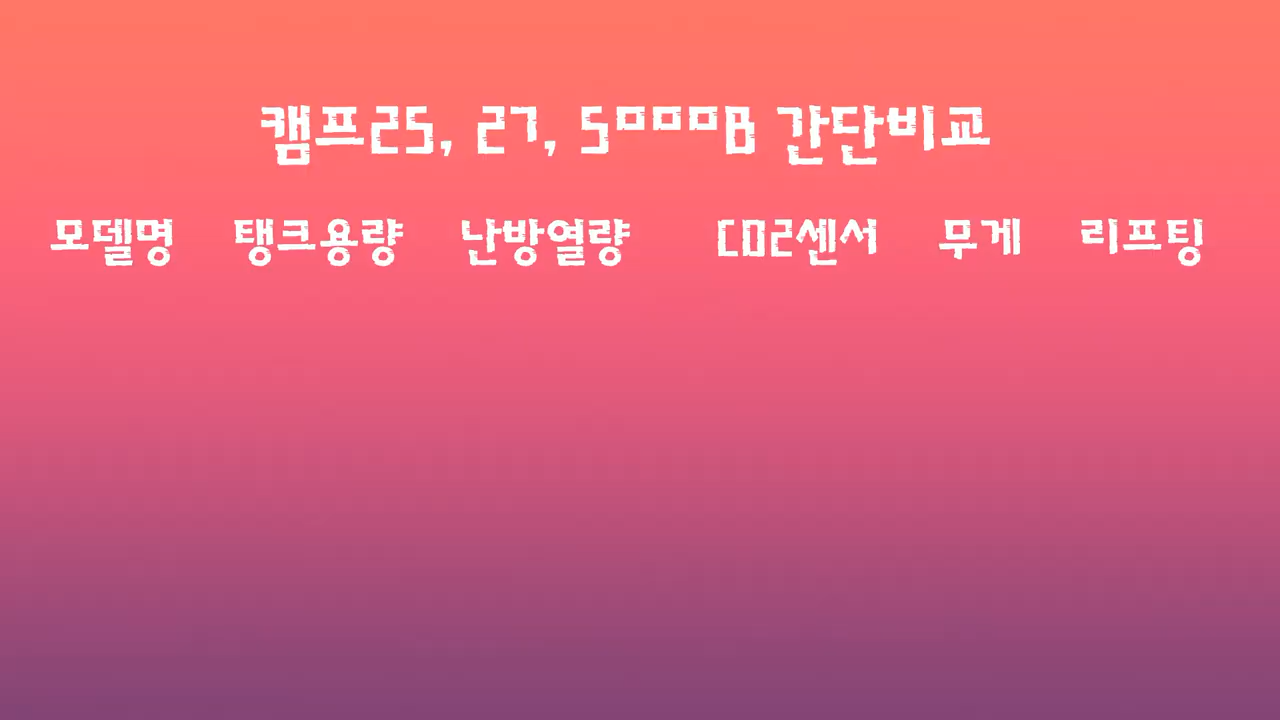 캠프25, 27, 5000B 간단비교
모델명 탱크용량 난방열량 CO2센서 무게 리프팅